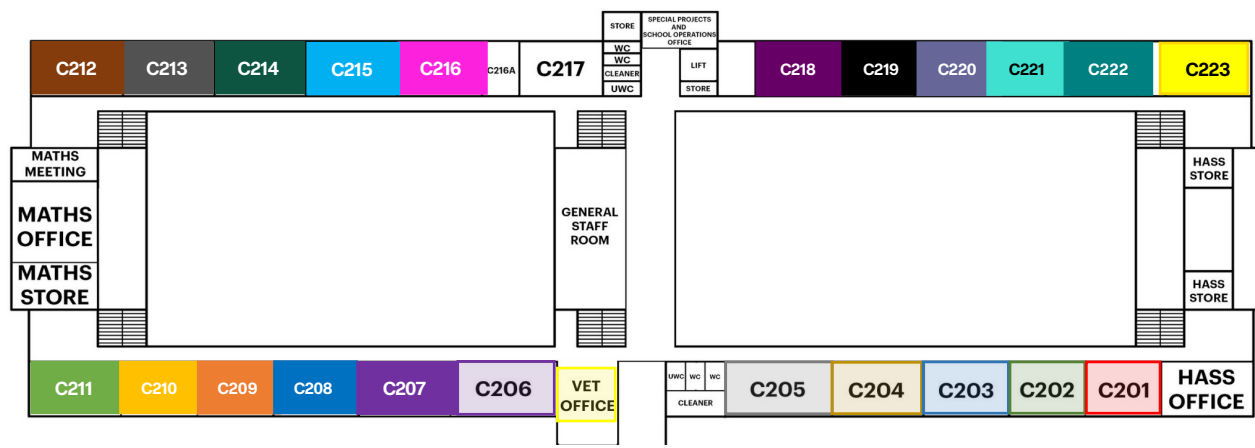 STORE
SPECIAL PROJECTS
AND
SCHOOL OPERATIONS
OFFICE
WC
WC
CLEANER
UWC
LIFT
STORE
C212
C213
C214
C215
C216
C216A
C217
C218
C219
C220
C221
C222
C223
MATHS
MEETING
MATHS
OFFICE
MATHS
STORE
GENERAL
STAFF
ROOM
HASS
STORE
HASS
STORE
C211
C210
C209
C208
C207
C206
VET
OFFICE
UWC
WC
WC
CLEANER
C205
C204
C203
C202
C201
HASS
OFFICE